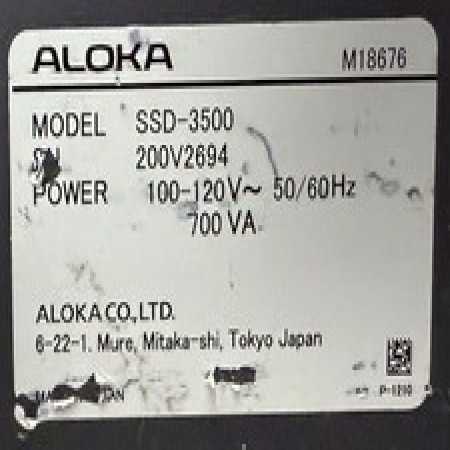 ALOKA M18676
MODEL SSD-3500
200V2694
POWER 100-120V~ 50/60Hz
700 VA
ALOKA CO., LTD.
6-22-1, Mure, Mitaka-shi, Tokyo Japan
P-1210